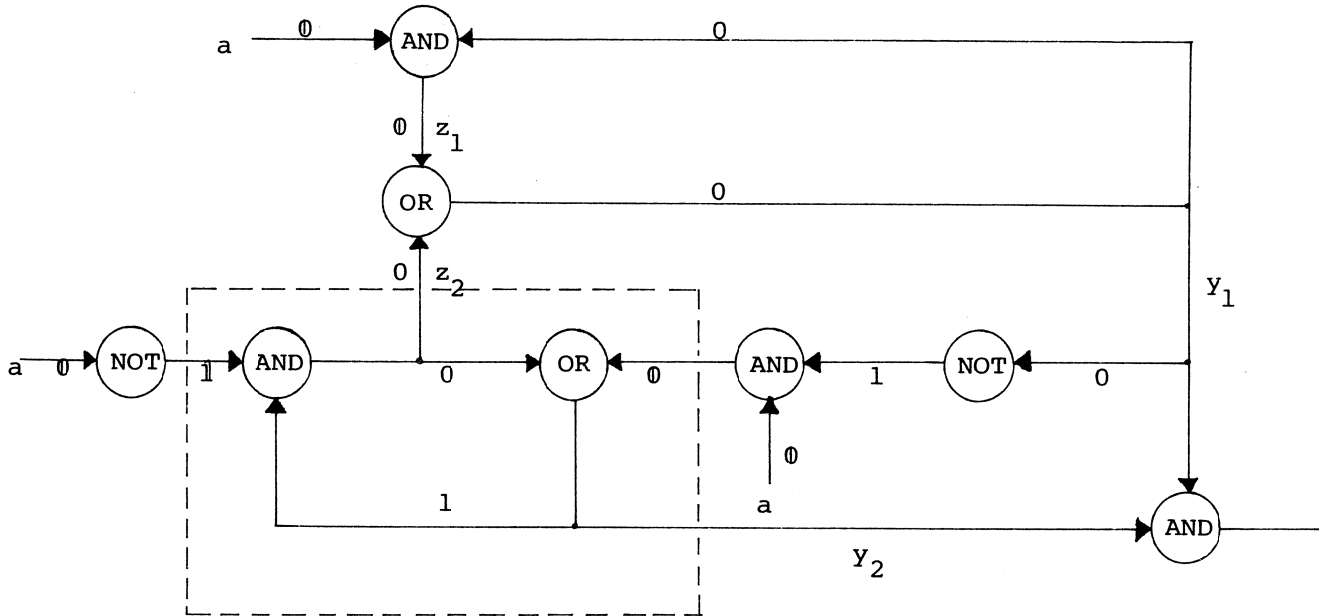 a 0 AND 0
0 z1
OR 0
0 z2
y1
a 0 NOT 1 AND 0 OR 0 AND 1 NOT 0
0
1 a
AND
y2